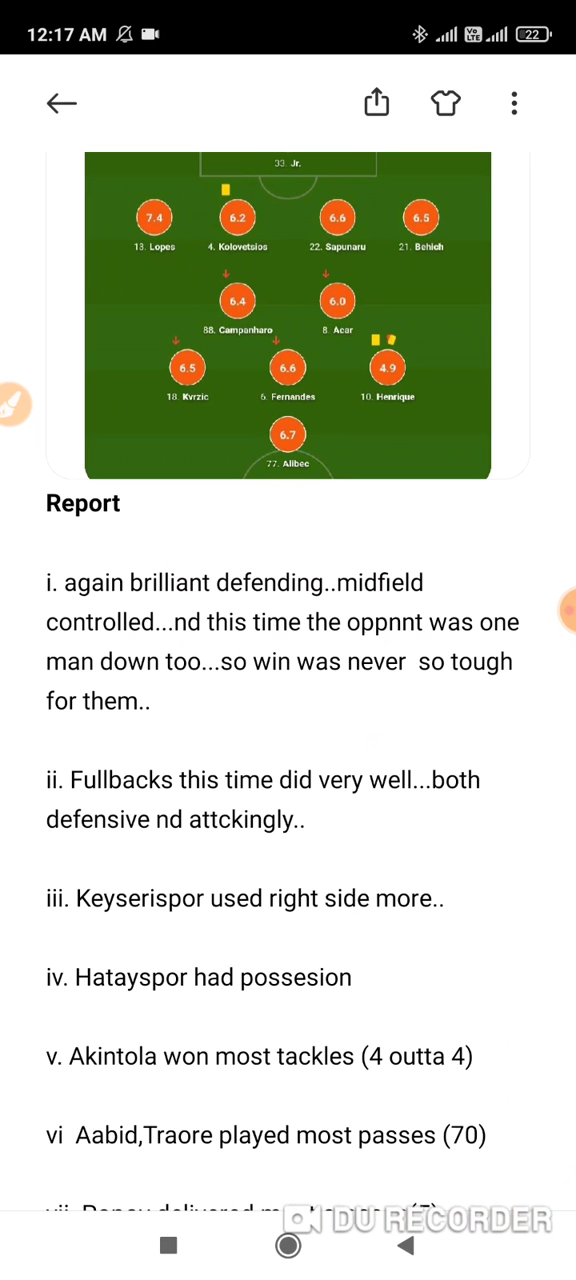 12:17 AM
Vo LTE
22
33. Jr.
7.4 6.2 6.6 6.5
13. Lopes 4. Kolovetsios 22. Sapunaru 21. Behich
6.4 6.0
88. Campanharo 8. Acar
6.5 6.6 4.9
18. Kvrzic 6. Fernandes 10. Henrique
6.7
77. Alibec
Report
i. again brilliant defending..midfield
controlled...nd this time the oppnnt was one
man down too...so win was never so tough
for them..
ii. Fullbacks this time did very well...both
defensive nd attckingly..
iii. Keyserispor used right side more..
iv. Hatayspor had possesion
v. Akintola won most tackles (4 outta 4)
vi Aabid,Traore played most passes (70)
DU RECORDER